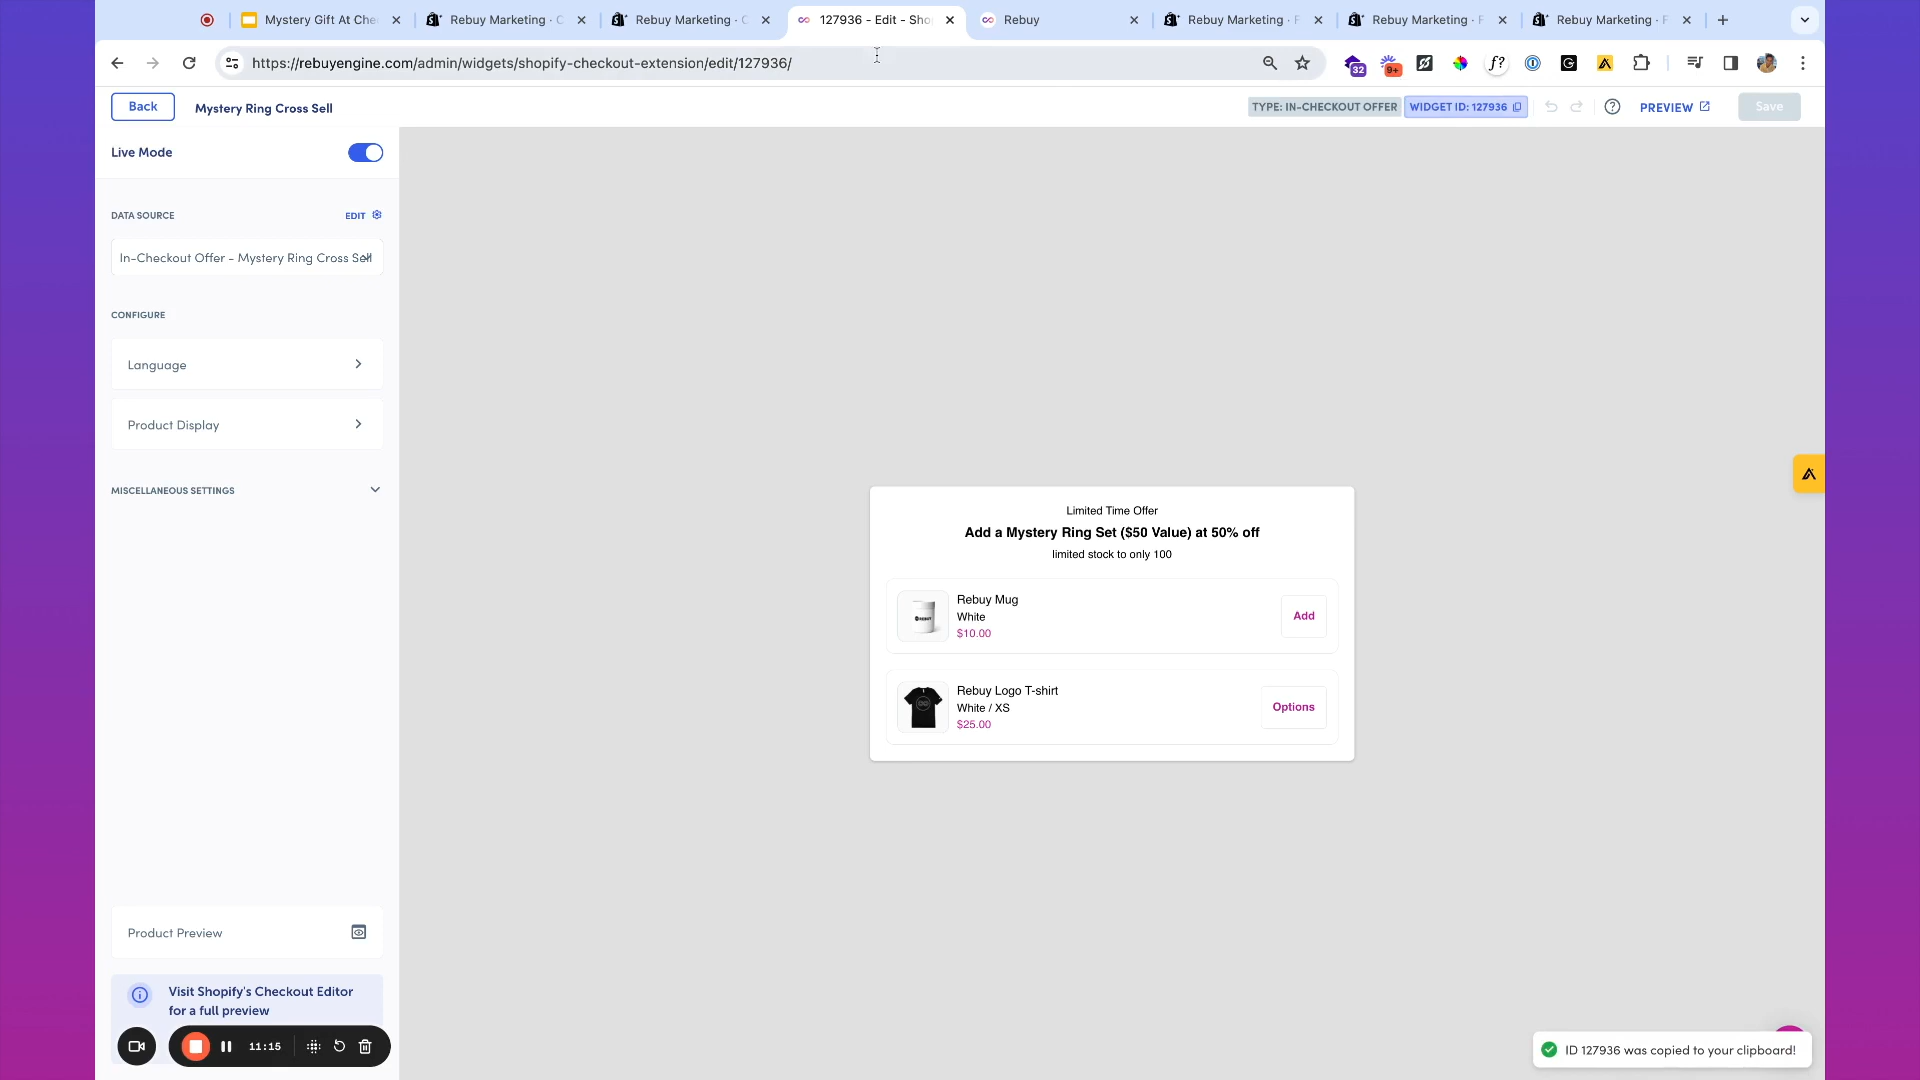 Mystery Gift At Che
Rebuy Marketing · C
Rebuy Marketing · C
127936 - Edit - Sho
Rebuy
Rebuy Marketing · F
Rebuy Marketing · F
Rebuy Marketing · F
https://rebuyengine.com/admin/widgets/shopify-checkout-extension/edit/127936/
32
9+
f?
Back
Mystery Ring Cross Sell
TYPE: IN-CHECKOUT OFFER
WIDGET ID: 127936
PREVIEW
Save
Live Mode
DATA SOURCE
EDIT
In-Checkout Offer - Mystery Ring Cross Sell
CONFIGURE
Language
Product Display
MISCELLANEOUS SETTINGS
Limited Time Offer
Add a Mystery Ring Set ($50 Value) at 50% off
limited stock to only 100
Rebuy Mug
White
$10.00
Add
REBUY
Rebuy Logo T-shirt
White / XS
$25.00
Options
Product Preview
Visit Shopify's Checkout Editor
for a full preview
11:15
ID 127936 was copied to your clipboard!